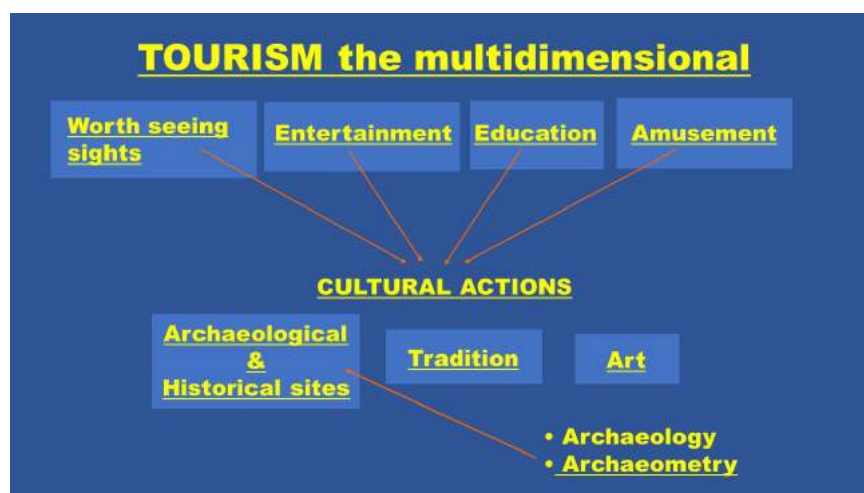 TOURISM the multidimensional
Worth seeing
sights
Entertainment
Education
Amusement
CULTURAL ACTIONS
Archaeological
&
Historical sites
Tradition
Art
• Archaeology
• Archaeometry